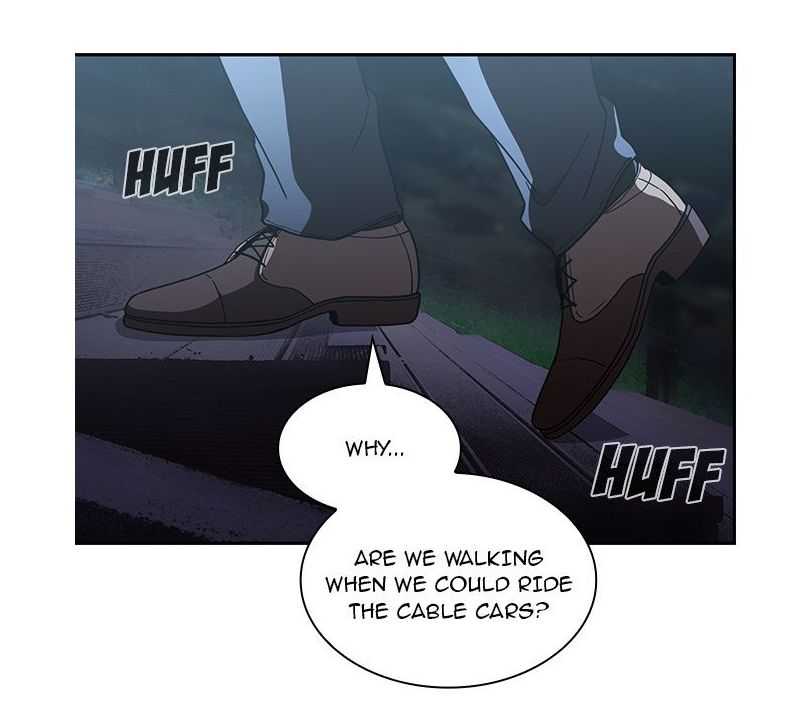 HUFF
WHY...
HUFF
ARE WE WALKING
WHEN WE COULD RIDE
THE CABLE CARS?